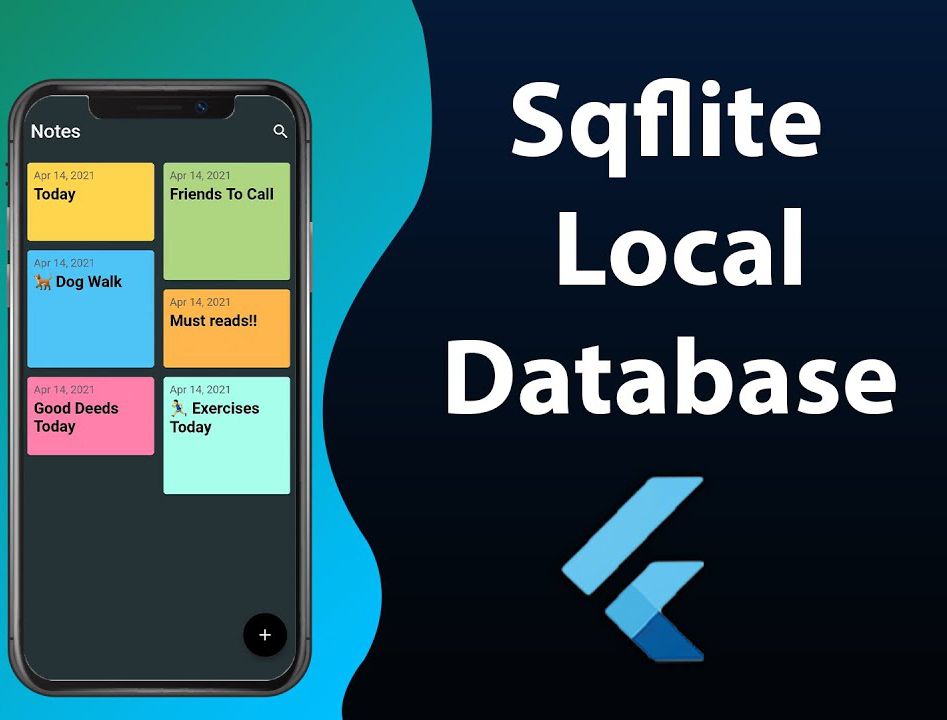 Notes
Apr 14, 2021
Today
Apr 14, 2021
Friends To Call
Apr 14, 2021
🐕 Dog Walk
Apr 14, 2021
Must reads!!
Apr 14, 2021
Good Deeds
Today
Apr 14, 2021
🏃‍♂️ Exercises
Today
+
Sqflite
Local
Database